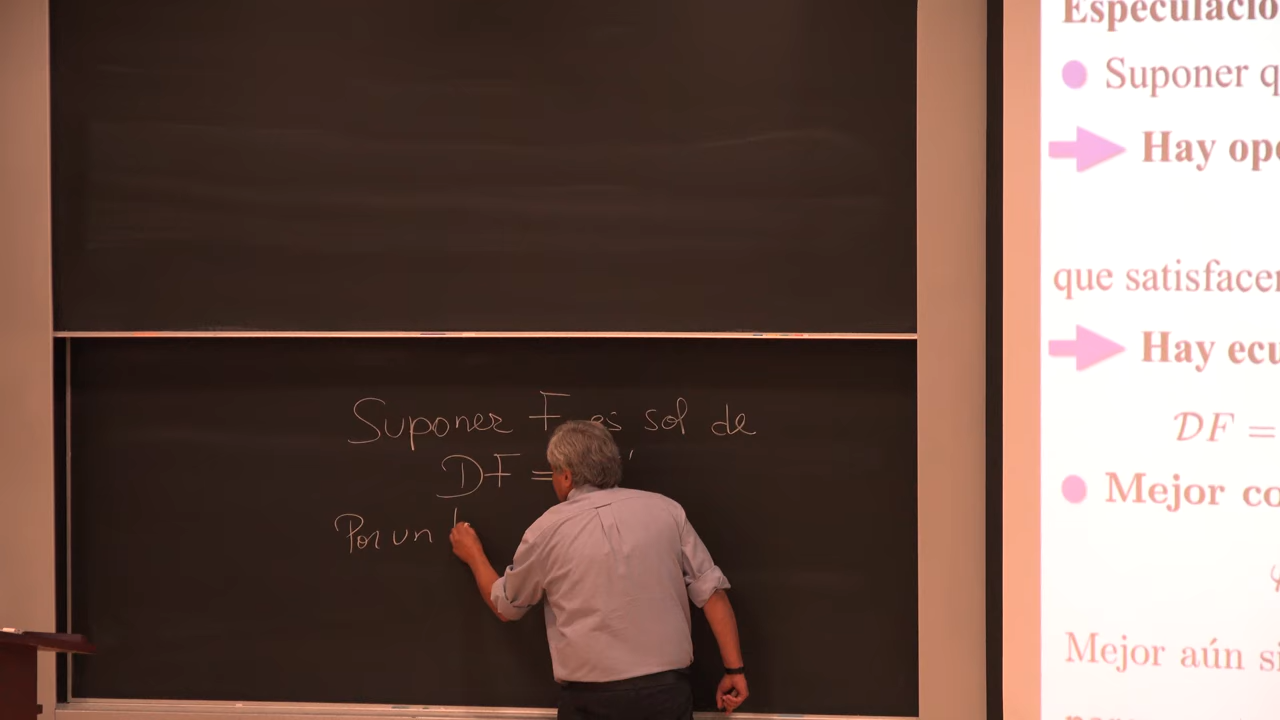 Suponer F es sol de
DF =
Por un
Especulacio
Suponer q
Hay opo
que satisfacen
Hay ecu
DF =
Mejor co
Mejor aún si